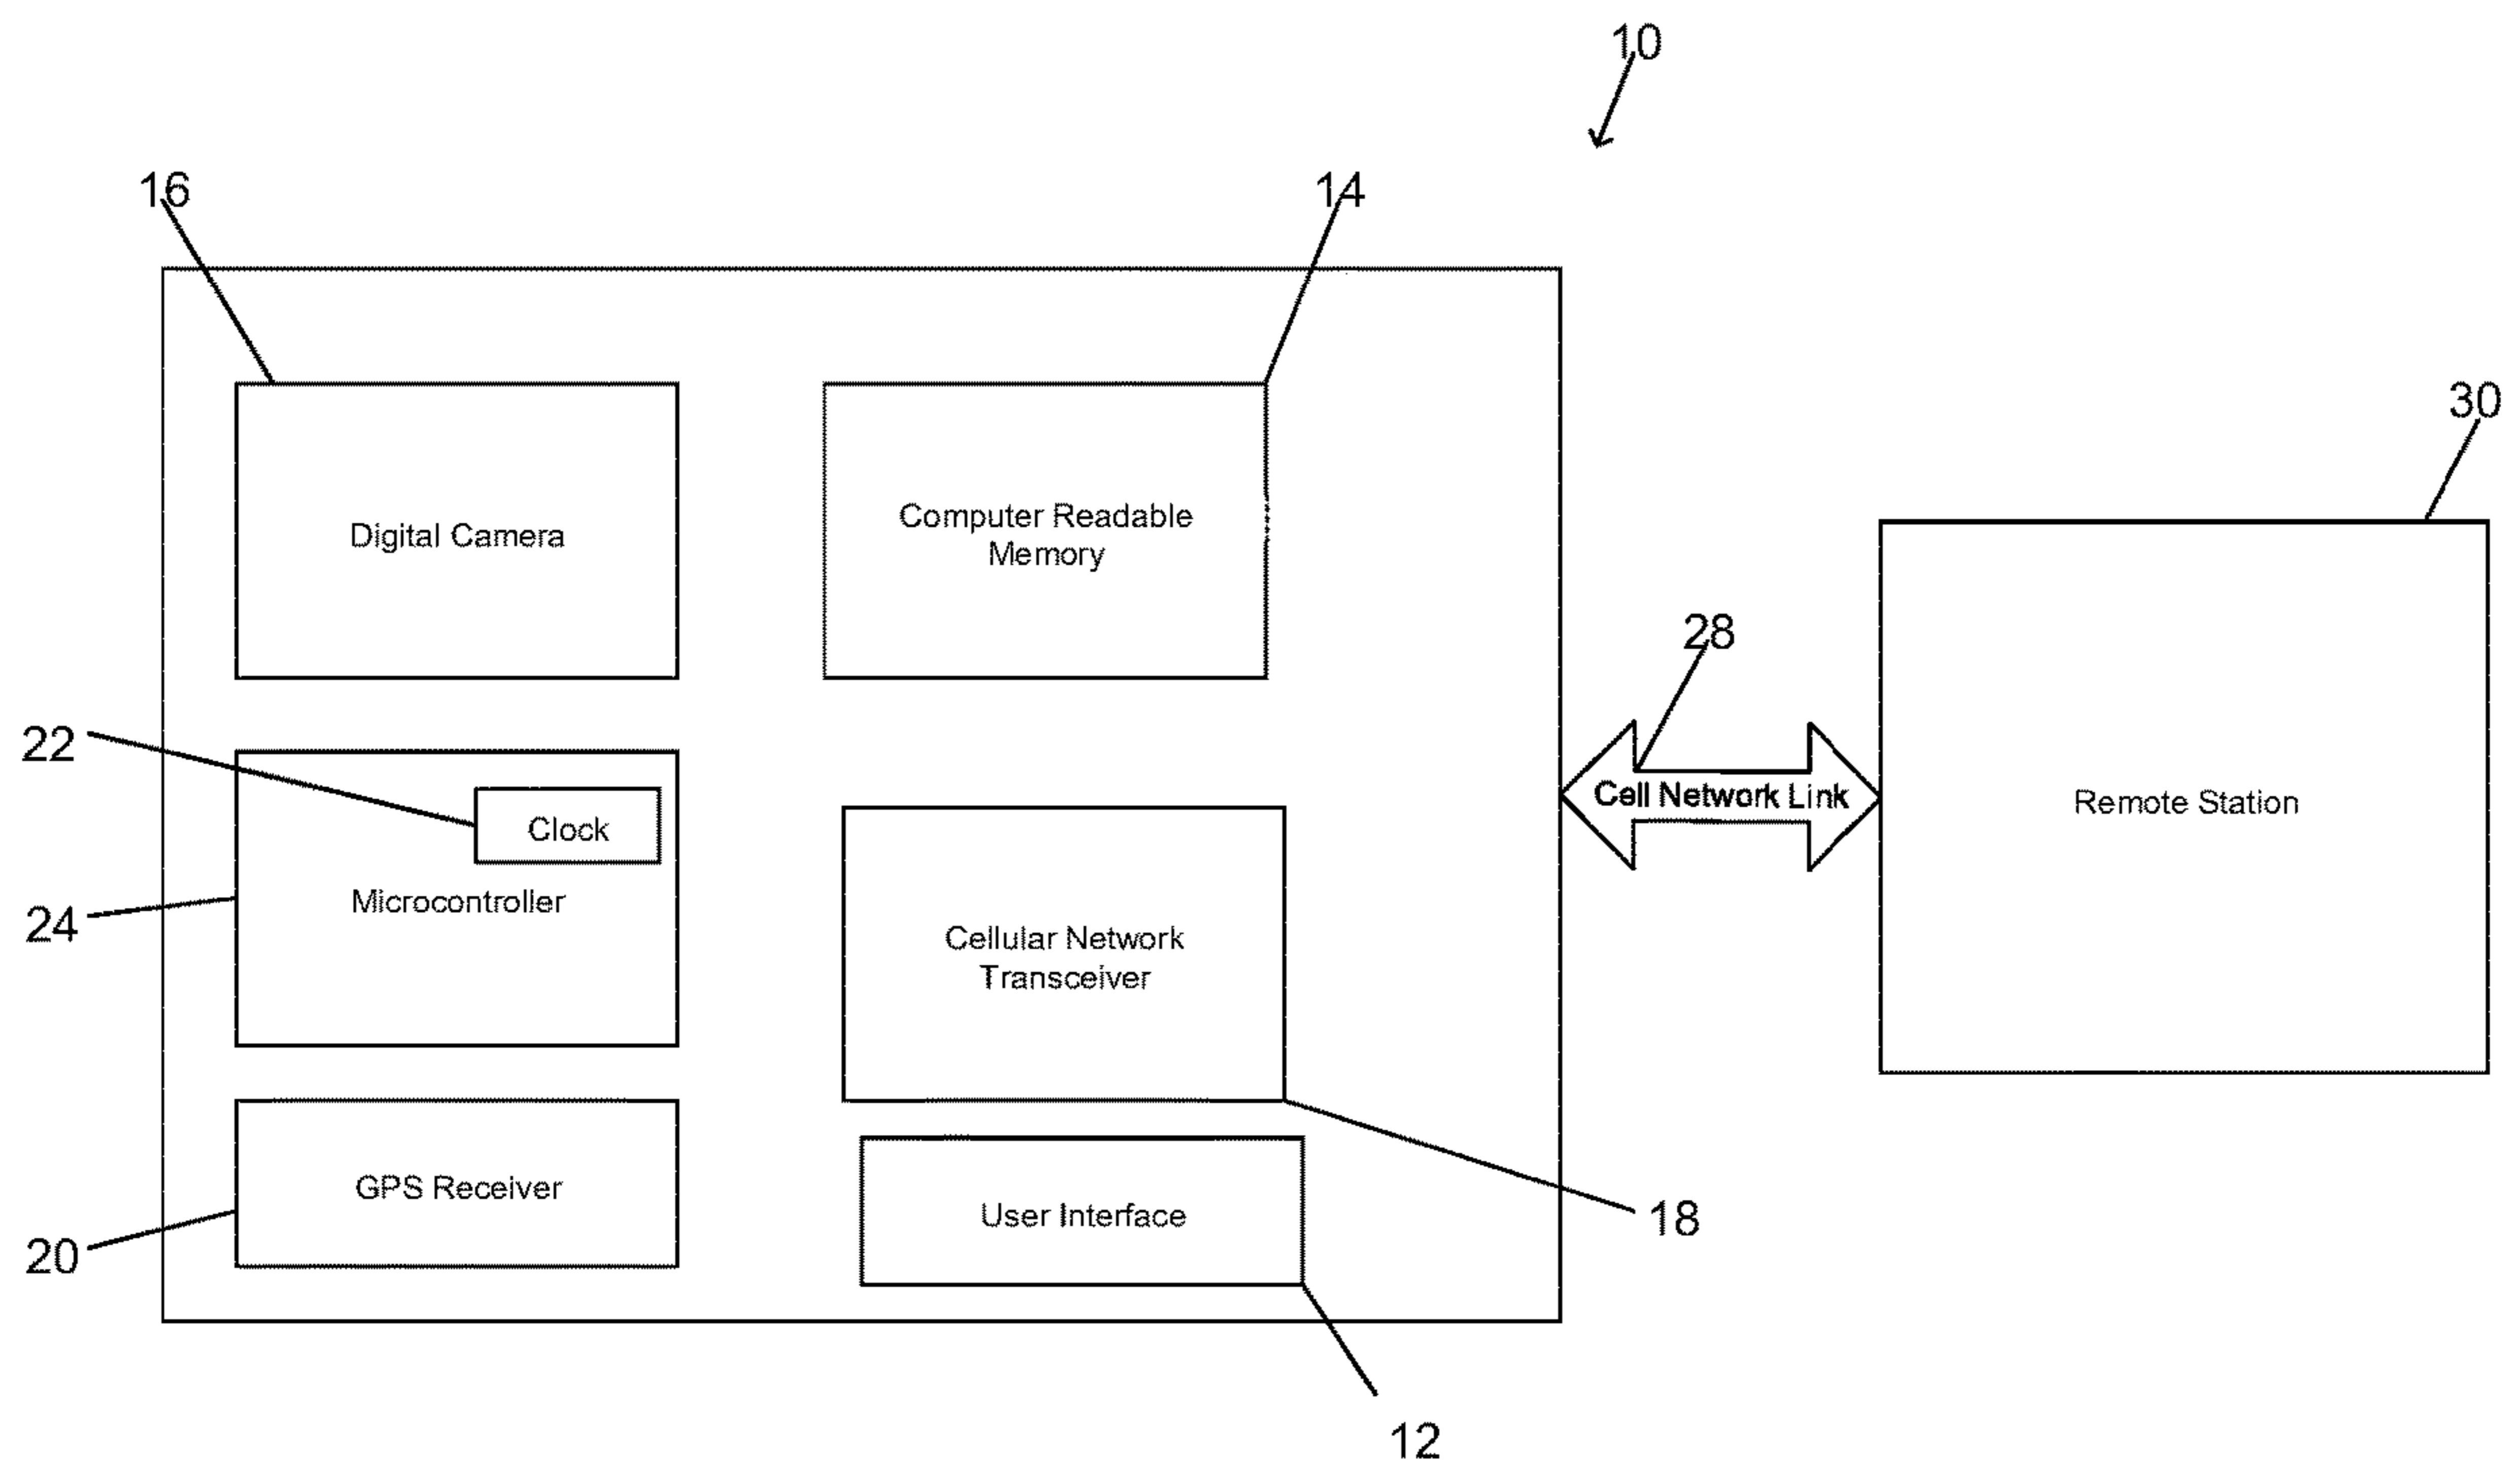 10
16
14
30
Digital Camera
Computer Readable
Memory
28
22
Clock
Cell Network Link
Remote Station
Microcontroller
24
Cellular Network
Transceiver
GPS Receiver
User Interface
18
20
12